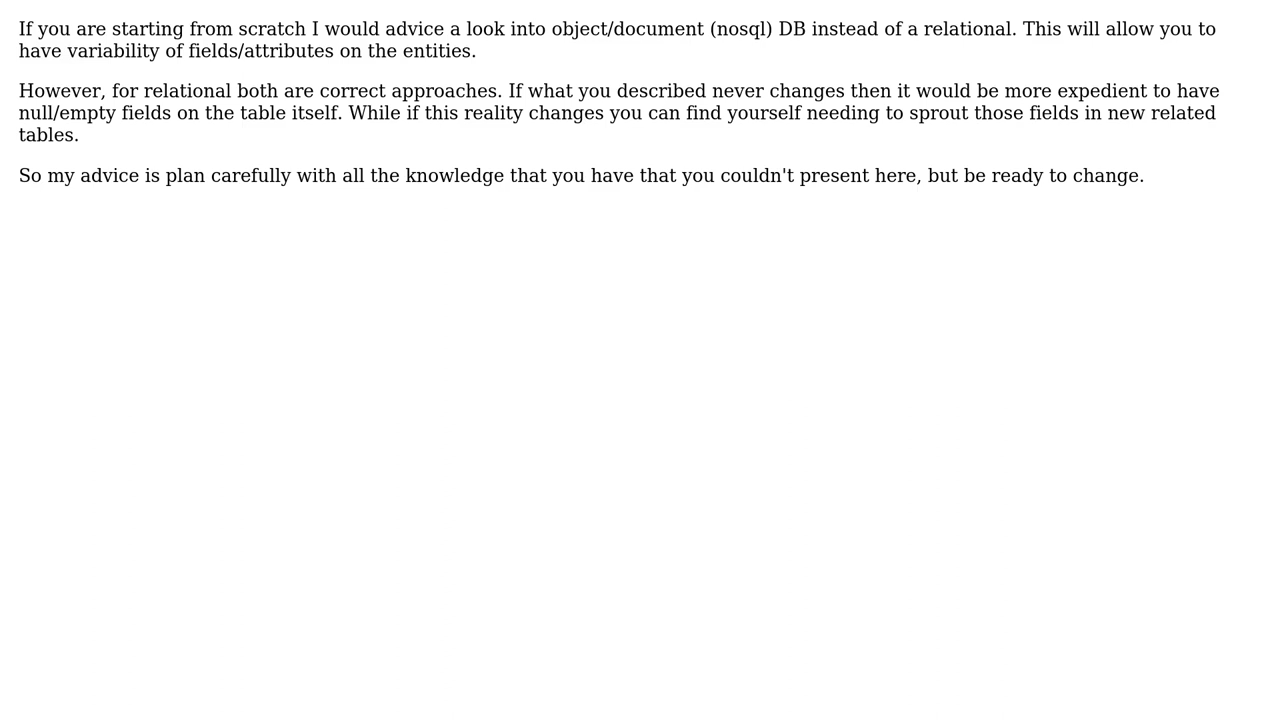 If you are starting from scratch I would advice a look into object/document (nosql) DB instead of a relational. This will allow you to
have variability of fields/attributes on the entities.
However, for relational both are correct approaches. If what you described never changes then it would be more expedient to have
null/empty fields on the table itself. While if this reality changes you can find yourself needing to sprout those fields in new related
tables.
So my advice is plan carefully with all the knowledge that you have that you couldn't present here, but be ready to change.